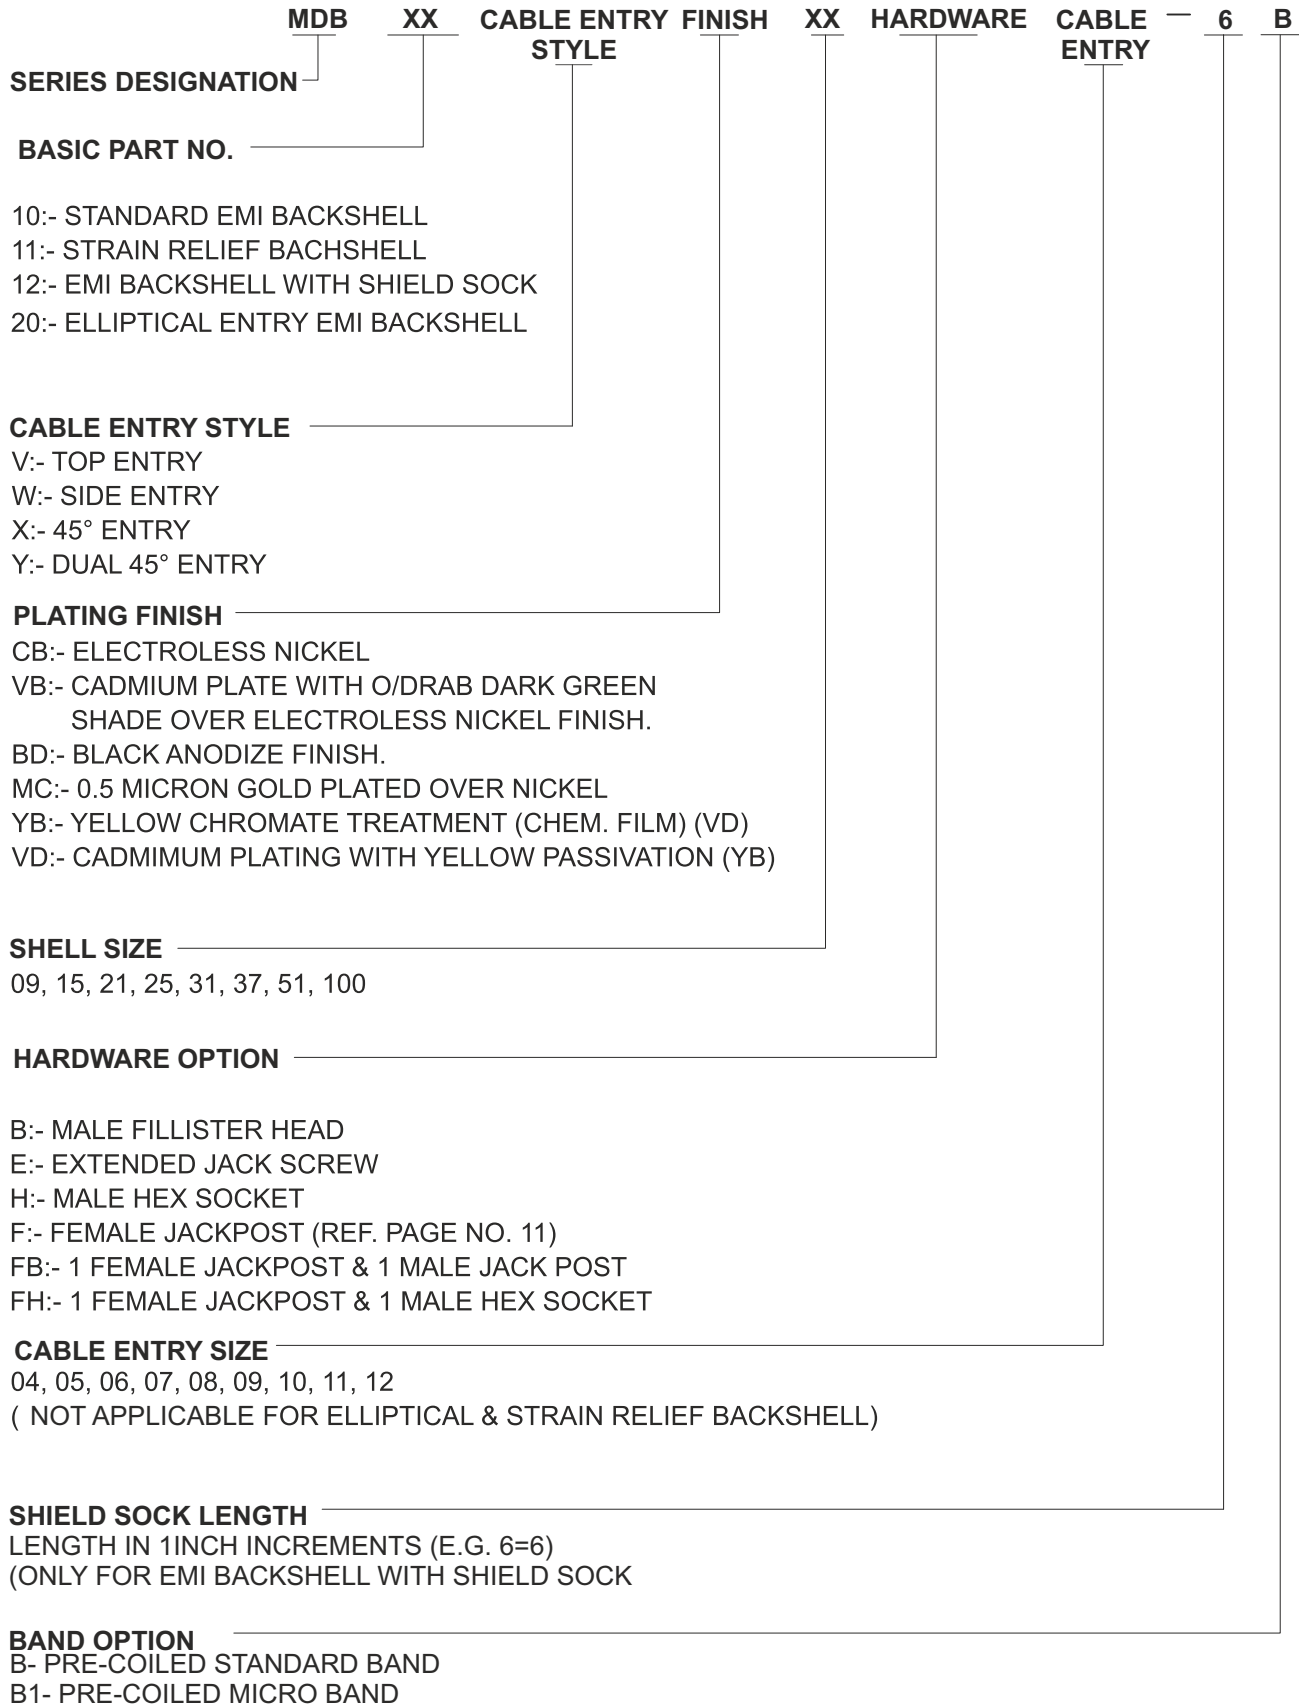 MDB XX CABLE ENTRY FINISH XX HARDWARE CABLE — 6 B
STYLE ENTRY
SERIES DESIGNATION
BASIC PART NO.
10:- STANDARD EMI BACKSHELL
11:- STRAIN RELIEF BACHSHELL
12:- EMI BACKSHELL WITH SHIELD SOCK
20:- ELLIPTICAL ENTRY EMI BACKSHELL
CABLE ENTRY STYLE
V:- TOP ENTRY
W:- SIDE ENTRY
X:- 45° ENTRY
Y:- DUAL 45° ENTRY
PLATING FINISH
CB:- ELECTROLESS NICKEL
VB:- CADMIUM PLATE WITH O/DRAB DARK GREEN
SHADE OVER ELECTROLESS NICKEL FINISH.
BD:- BLACK ANODIZE FINISH.
MC:- 0.5 MICRON GOLD PLATED OVER NICKEL
YB:- YELLOW CHROMATE TREATMENT (CHEM. FILM) (VD)
VD:- CADMIMUM PLATING WITH YELLOW PASSIVATION (YB)
SHELL SIZE
09, 15, 21, 25, 31, 37, 51, 100
HARDWARE OPTION
B:- MALE FILLISTER HEAD
E:- EXTENDED JACK SCREW
H:- MALE HEX SOCKET
F:- FEMALE JACKPOST (REF. PAGE NO. 11)
FB:- 1 FEMALE JACKPOST & 1 MALE JACK POST
FH:- 1 FEMALE JACKPOST & 1 MALE HEX SOCKET
CABLE ENTRY SIZE
04, 05, 06, 07, 08, 09, 10, 11, 12
( NOT APPLICABLE FOR ELLIPTICAL & STRAIN RELIEF BACKSHELL)
SHIELD SOCK LENGTH
LENGTH IN 1INCH INCREMENTS (E.G. 6=6)
(ONLY FOR EMI BACKSHELL WITH SHIELD SOCK
BAND OPTION
B- PRE-COILED STANDARD BAND
B1- PRE-COILED MICRO BAND